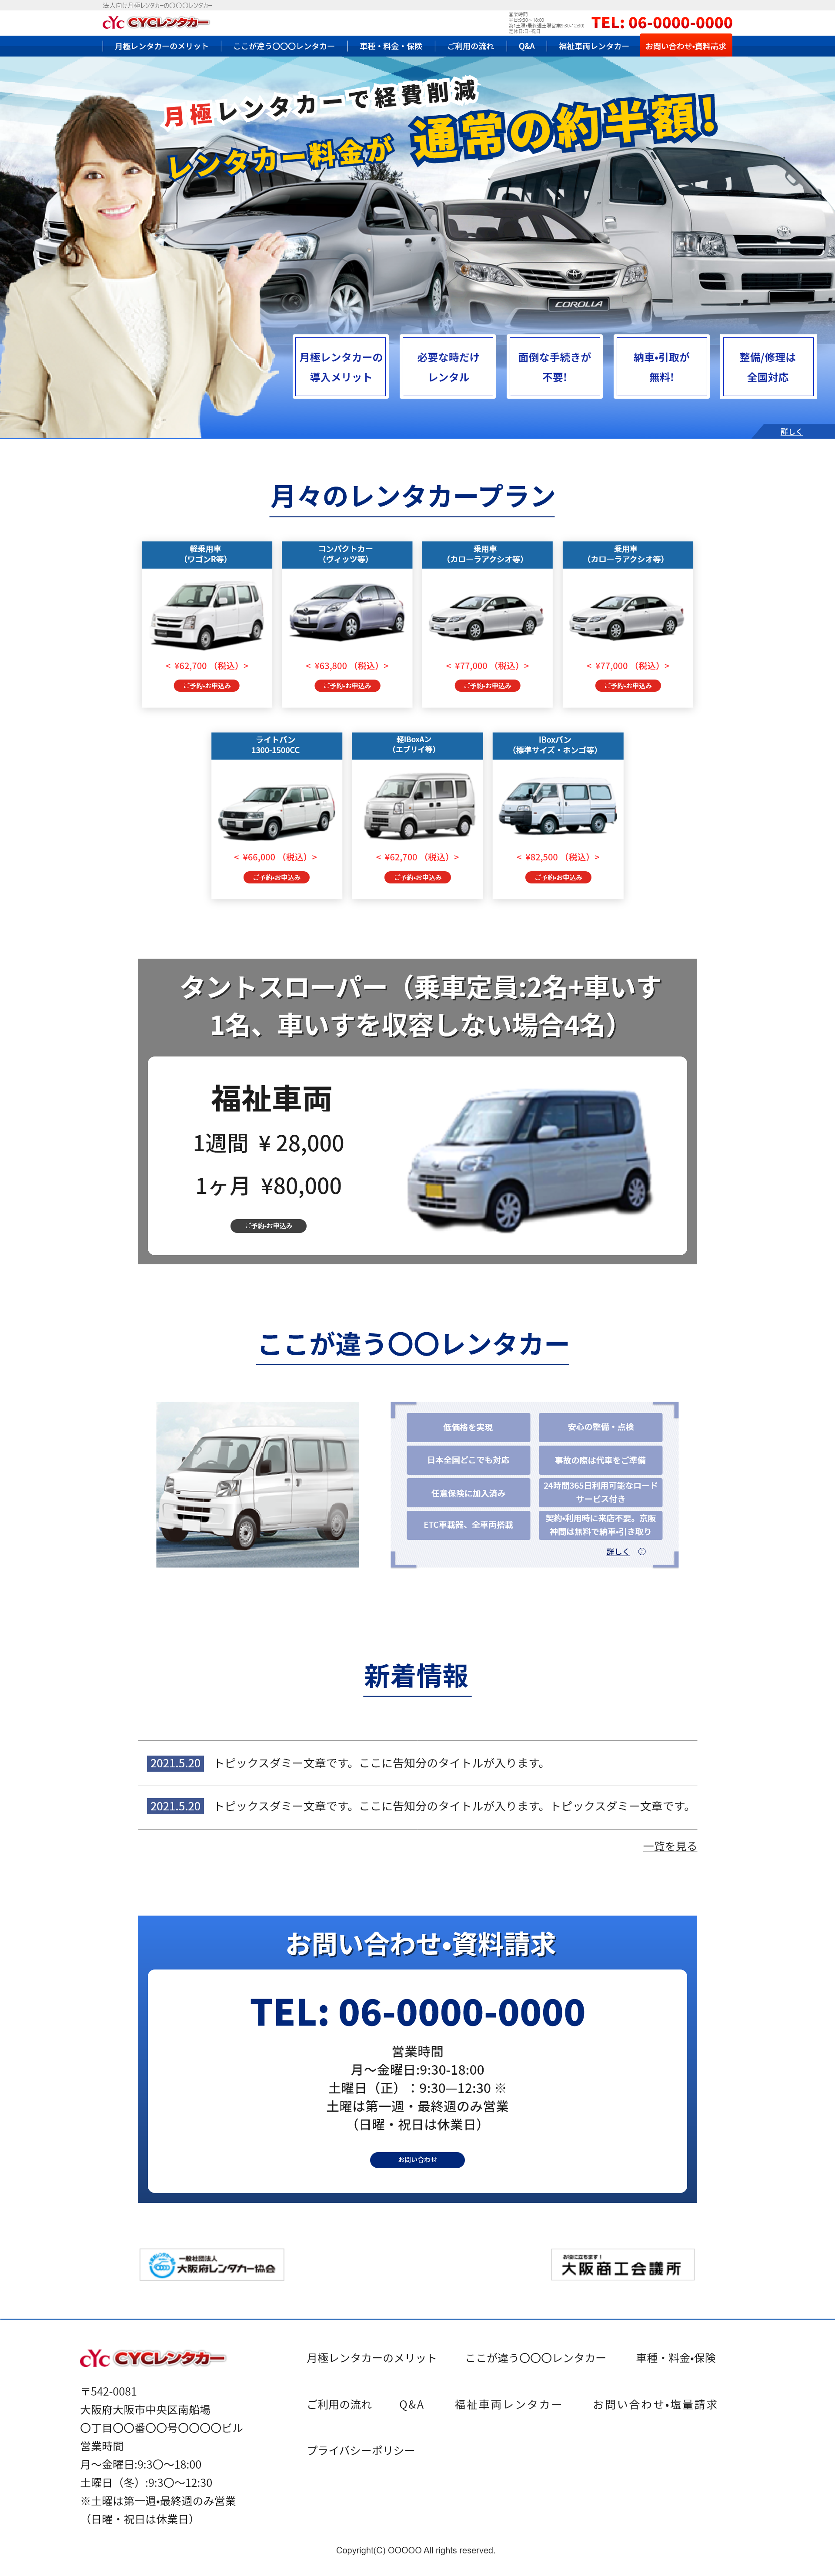 法人向け月極レンタカーの〇〇〇レンタカー
CYC CYCレンタカー
営業時間
平日:9:30～18:00
第1土曜•最終週土曜営業9:30-12:30)
定休日,日･祝日
TEL: 06-0000-0000
月極レンタカーのメリット
ここが違う〇〇〇レンタカー
車種・料金・保険
ご利用の流れ
Q&A
福祉車両レンタカー
お問い合わせ•資料請求
月極レンタカーで経費削減
レンタカー料金が 通常の約半額!
COROLLA
月極レンタカーの
導入メリット
必要な時だけ
レンタル
面倒な手続きが
不要!
納車•引取が
無料!
整備/修理は
全国対応
詳しく
月々のレンタカープラン
軽乗用車
（ワゴンR等）
< ¥62,700 （税込）>
ご予約•お申込み
コンパクトカー
（ヴィッツ等）
< ¥63,800 （税込）>
ご予約•お申込み
乗用車
（カローラアクシオ等）
< ¥77,000 （税込）>
ご予約•お申込み
乗用車
（カローラアクシオ等）
< ¥77,000 （税込）>
ご予約•お申込み
ライトバン
1300-1500CC
< ¥66,000 （税込）>
ご予約•お申込み
軽IBoxAン
（エブリイ等）
< ¥62,700 （税込）>
ご予約•お申込み
IBoxバン
（標準サイズ・ホンゴ等）
< ¥82,500 （税込）>
ご予約•お申込み
タントスローパー（乗車定員:2名+車いす
1名、車いすを収容しない場合4名）
福祉車両
1週間 ¥ 28,000
1ヶ月 ¥80,000
ご予約•お申込み
ここが違う〇〇レンタカー
低価格を実現
安心の整備・点検
日本全国どこでも対応
事故の際は代車をご準備
任意保険に加入済み
24時間365日利用可能なロード
サービス付き
ETC車載器、全車両搭載
契約•利用時に来店不要。京阪
神間は無料で納車•引き取り
詳しく
新着情報
2021.5.20 トピックスダミー文章です。ここに告知分のタイトルが入ります。
2021.5.20 トピックスダミー文章です。ここに告知分のタイトルが入ります。トピックスダミー文章です。
一覧を見る
お問い合わせ•資料請求
TEL: 06-0000-0000
営業時間
月～金曜日:9:30-18:00
土曜日（正）：9:30—12:30 ※
土曜は第一週・最終週のみ営業
（日曜・祝日は休業日）
お問い合わせ
一般社団法人
大阪府レンタカー協会
お役に立ちます！
大阪商工会議所
CYC CYCレンタカー
〒542-0081
大阪府大阪市中央区南船場
〇丁目〇〇番〇〇号〇〇〇〇ビル
営業時間
月～金曜日:9:3〇～18:00
土曜日（冬）:9:3〇～12:30
※土曜は第一週•最終週のみ営業
（日曜・祝日は休業日）
月極レンタカーのメリット
ここが違う〇〇〇レンタカー
車種・料金•保険
ご利用の流れ
Q&A
福祉車両レンタカー
お問い合わせ•塩量請求
プライバシーポリシー
Copyright(C) OOOOO All rights reserved.